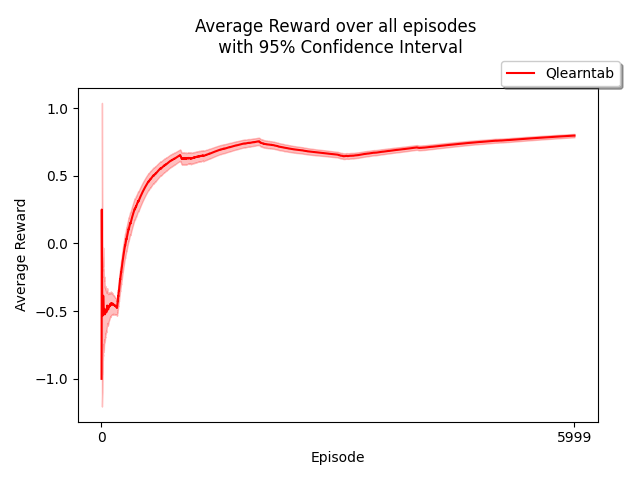 Average Reward over all episodes
with 95% Confidence Interval
Qlearntab
1.0
0.5
0.0
−0.5
−1.0
Average Reward
0
5999
Episode